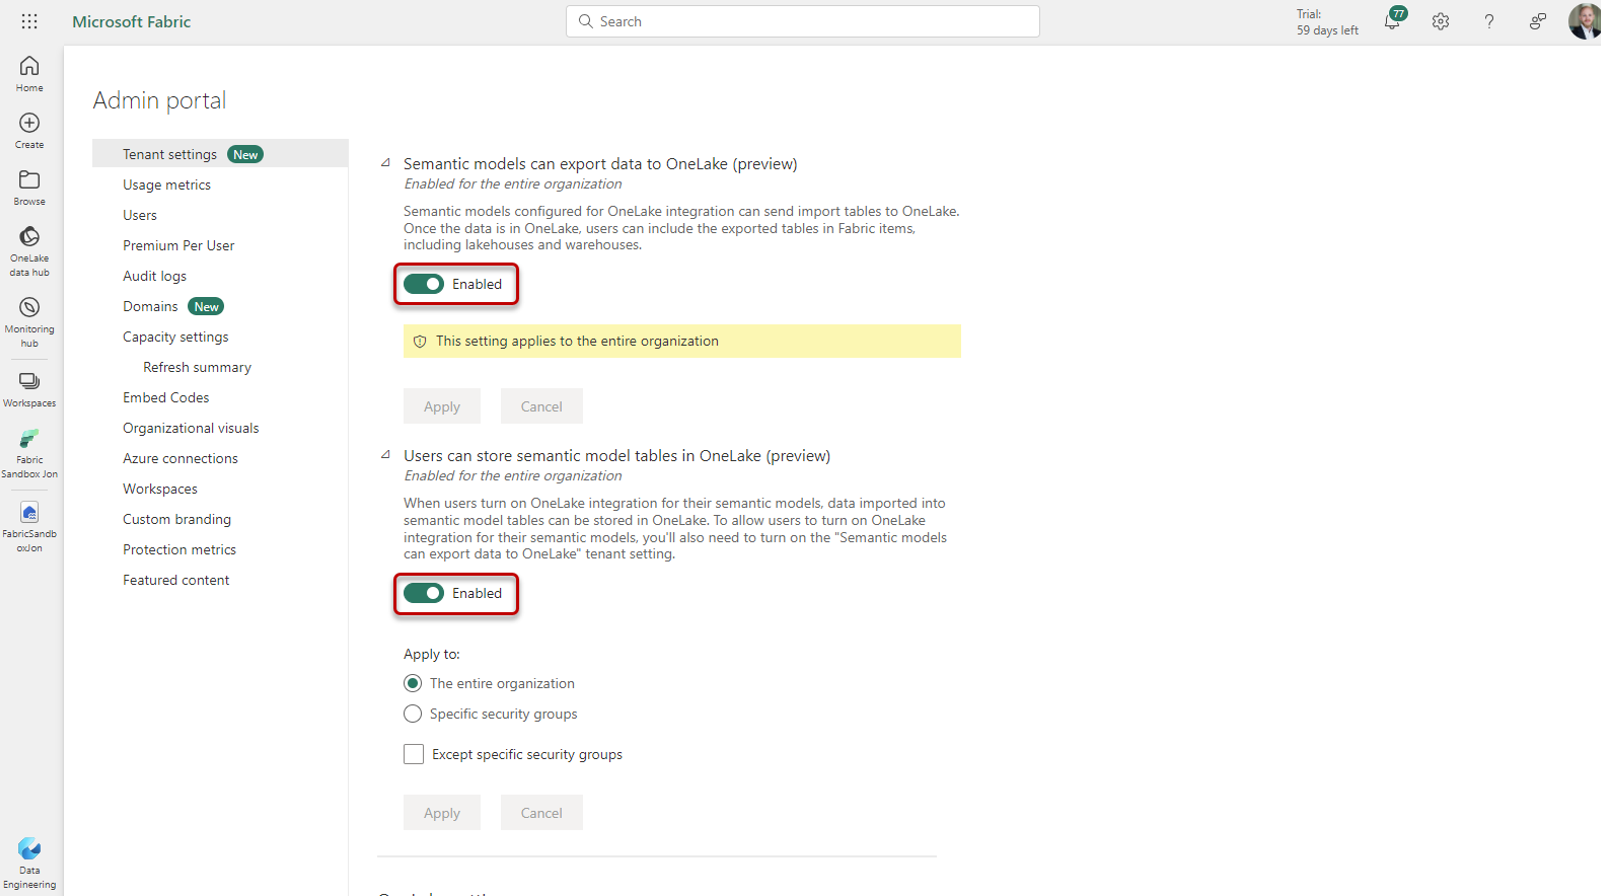 Microsoft Fabric
Search
Trial:
59 days left
77
Home
Create
Browse
OneLake
data hub
Monitoring
hub
Workspaces
Fabric
Sandbox Jon
FabricSandb
oxJon
Data
Engineering
Admin portal
Tenant settings New
Usage metrics
Users
Premium Per User
Audit logs
Domains New
Capacity settings
Refresh summary
Embed Codes
Organizational visuals
Azure connections
Workspaces
Custom branding
Protection metrics
Featured content
Semantic models can export data to OneLake (preview)
Enabled for the entire organization
Semantic models configured for OneLake integration can send import tables to OneLake.
Once the data is in OneLake, users can include the exported tables in Fabric items,
including lakehouses and warehouses.
Enabled
This setting applies to the entire organization
Apply Cancel
Users can store semantic model tables in OneLake (preview)
Enabled for the entire organization
When users turn on OneLake integration for their semantic models, data imported into
semantic model tables can be stored in OneLake. To allow users to turn on OneLake
integration for their semantic models, you'll also need to turn on the "Semantic models
can export data to OneLake" tenant setting.
Enabled
Apply to:
The entire organization
Specific security groups
Except specific security groups
Apply Cancel